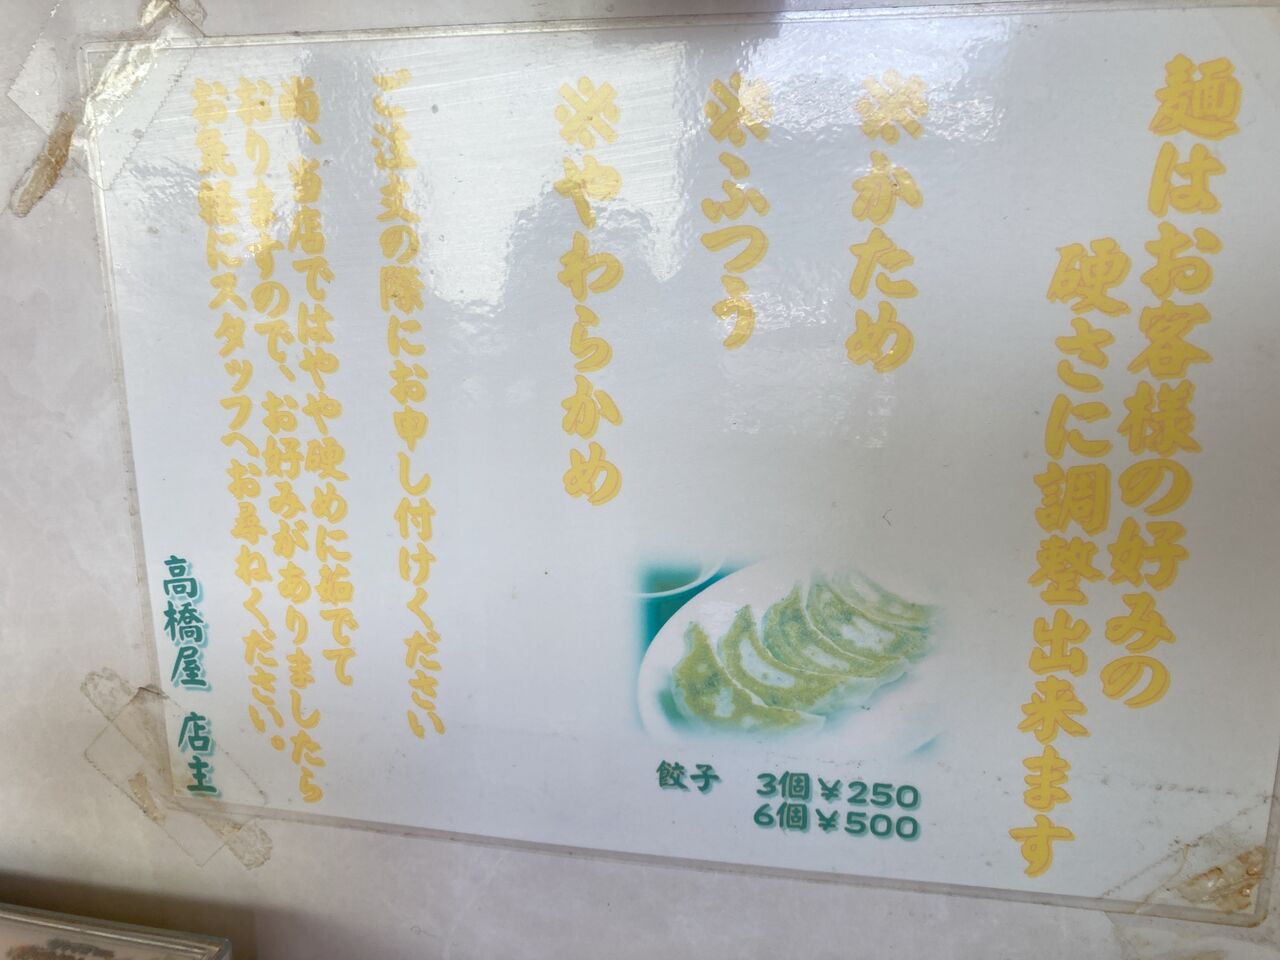 麺はお客様の好みの
硬さに調整出来ます
※かため
※ふつう
※やわらかめ
ご注文の際にお申し付けください
尚、当店ではやや硬めに茹でて
おりますので、お好みがありましたら
お気軽にスタッフへお尋ねください。
高橋屋 店主
餃子 3個￥250
6個￥500